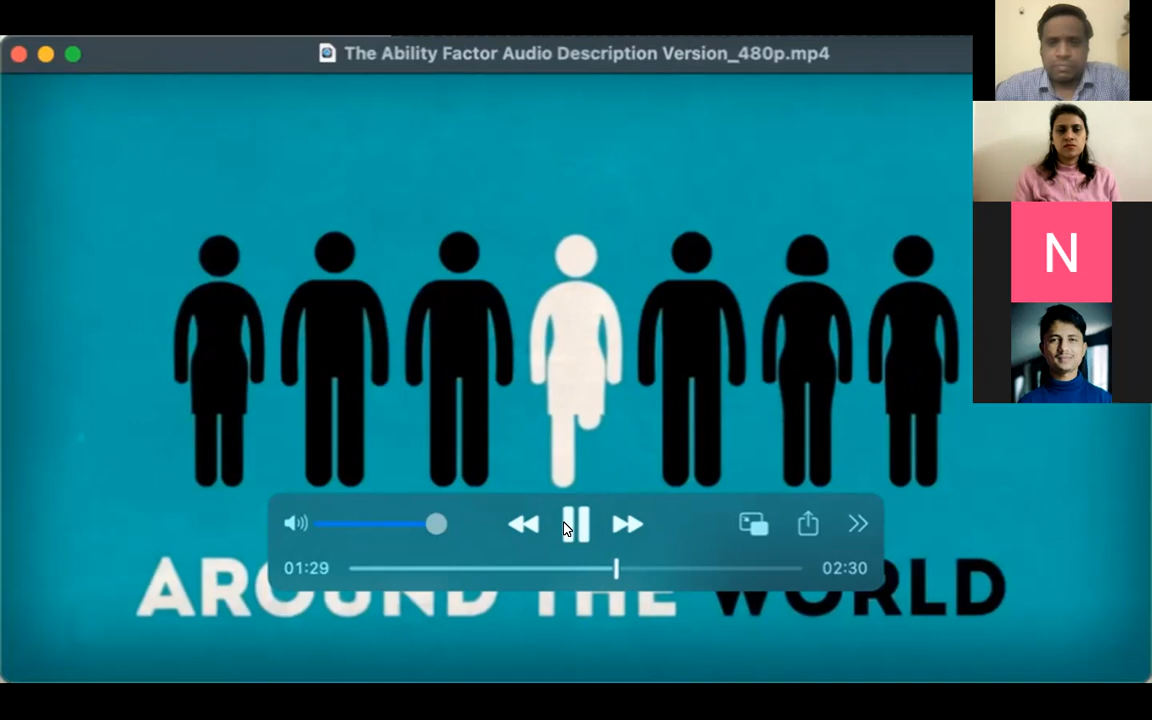 The Ability Factor Audio Description Version_480p.mp4
N
01:29
02:30
AROUND THE WORLD